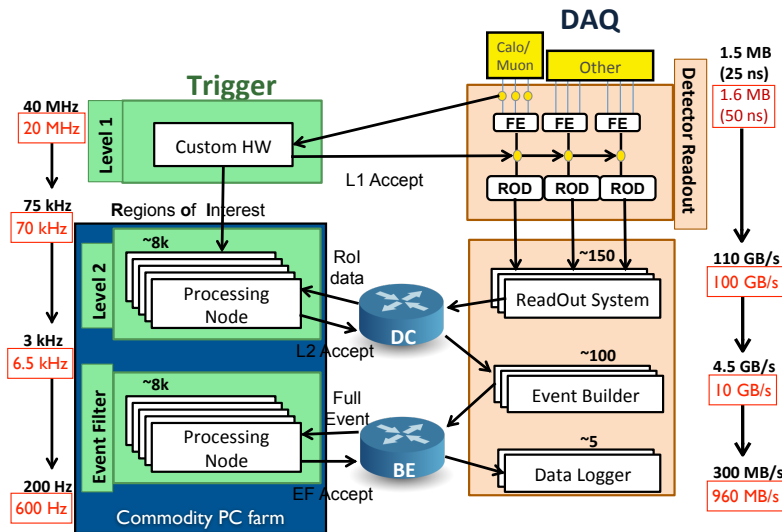 DAQ
Trigger
40 MHz
20 MHz
75 kHz
70 kHz
3 kHz
6.5 kHz
200 Hz
600 Hz
Level 1
Custom HW
L1 Accept
Regions of Interest
Calo/
Muon
Other
FE
FE
FE
ROD
ROD
ROD
Detector Readout
1.5 MB
(25 ns)
1.6 MB
(50 ns)
110 GB/s
100 GB/s
4.5 GB/s
10 GB/s
300 MB/s
960 MB/s
Level 2
~8k
Processing
Node
RoI
data
L2 Accept
DC
~150
ReadOut System
~100
Event Builder
Event Filter
~8k
Processing
Node
Full
Event
EF Accept
BE
~5
Data Logger
Commodity PC farm